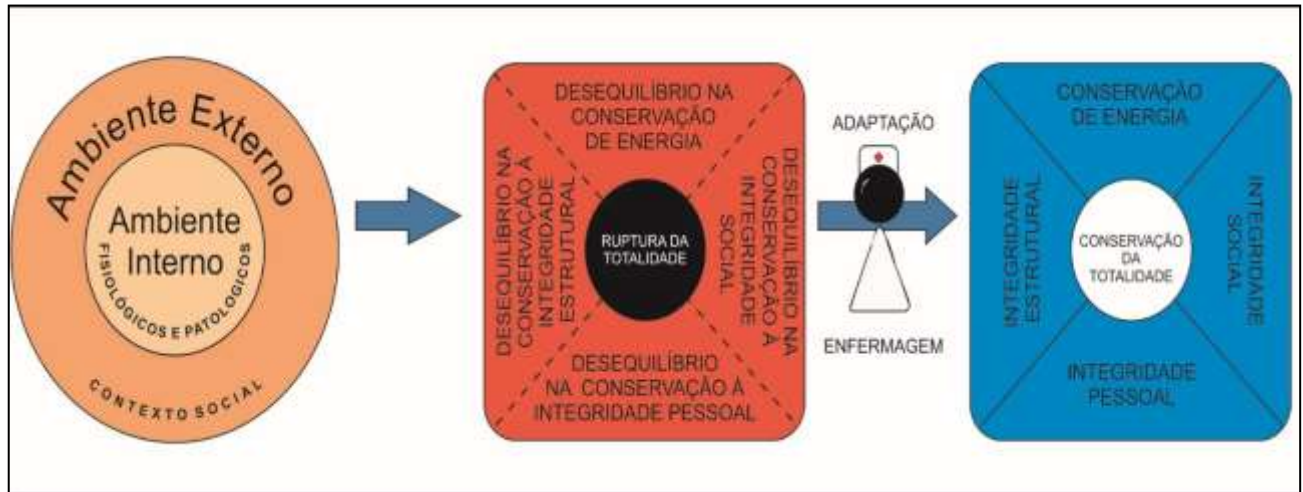 Ambiente Externo
Ambiente
Interno
FISIOLÓGICOS E PATOLOGICOS
CONTEXTO SOCIAL
DESEQUILÍBRIO NA
CONSERVAÇÃO
DE ENERGIA
DESEQUILÍBRIO NA
CONSERVAÇÃO À
INTEGRIDADE
ESTRUTURAL
RUPTURA DA
TOTALIDADE
DESEQUILIBRIO NA
CONSERVAÇÃO À
INTEGRIDADE
SOCIAL
DESEQUILÍBRIO
NA CONSERVAÇÃO À
INTEGRIDADE PESSOAL
ADAPTAÇÃO
ENFERMAGEM
CONSERVAÇÃO
DE ENERGIA
INTEGRIDADE
ESTRUTURAL
CONSERVAÇÃO
DA
TOTALIDADE
INTEGRIDADE
SOCIAL
INTEGRIDADE
PESSOAL